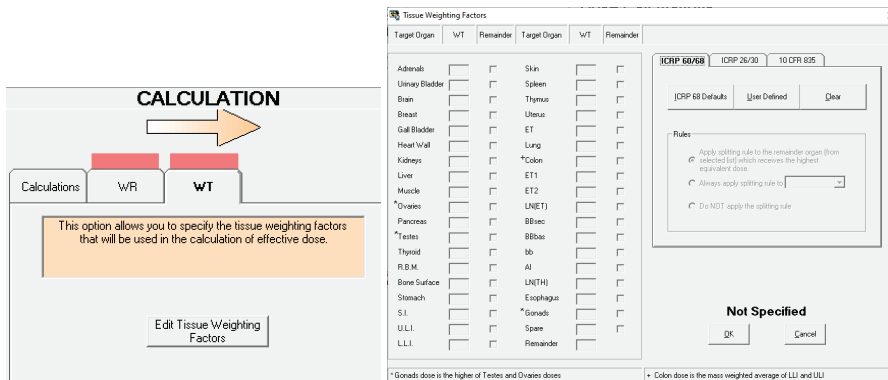 CALCULATION
Calculations
WR
WT
This option allows you to specify the tissue weighting factors
that will be used in the calculation of effective dose.
Edit Tissue Weighting
Factors
Tissue Weighting Factors
Target Organ WT Remainder Target Organ WT Remainder
Adrenals Skin
Urinary Bladder Spleen
Brain Thymus
Breast Uterus
Gall Bladder ET
Heart Wall Lung
Kidneys +Colon
Liver ET1
Muscle ET2
*Ovaries LN(ET)
Pancreas BBsec
*Testes BBbas
Thyroid bb
R.B.M. AI
Bone Surface LN(TH)
Stomach Esophagus
S.I. *Gonads
U.L.I. Spare
L.L.I. Remainder
ICRP 60/68 ICRP 26/30 10 CFR 835
ICRP 68 Defaults User Defined Clear
Rules
Apply splitting rule to the remainder organ (from
selected list) which receives the highest
equivalent dose.
Always apply splitting rule to
Do NOT apply the splitting rule
Not Specified
OK Cancel
* Gonads dose is the higher of Testes and Ovaries doses
+ Colon dose is the mass weighted average of LLI and ULI